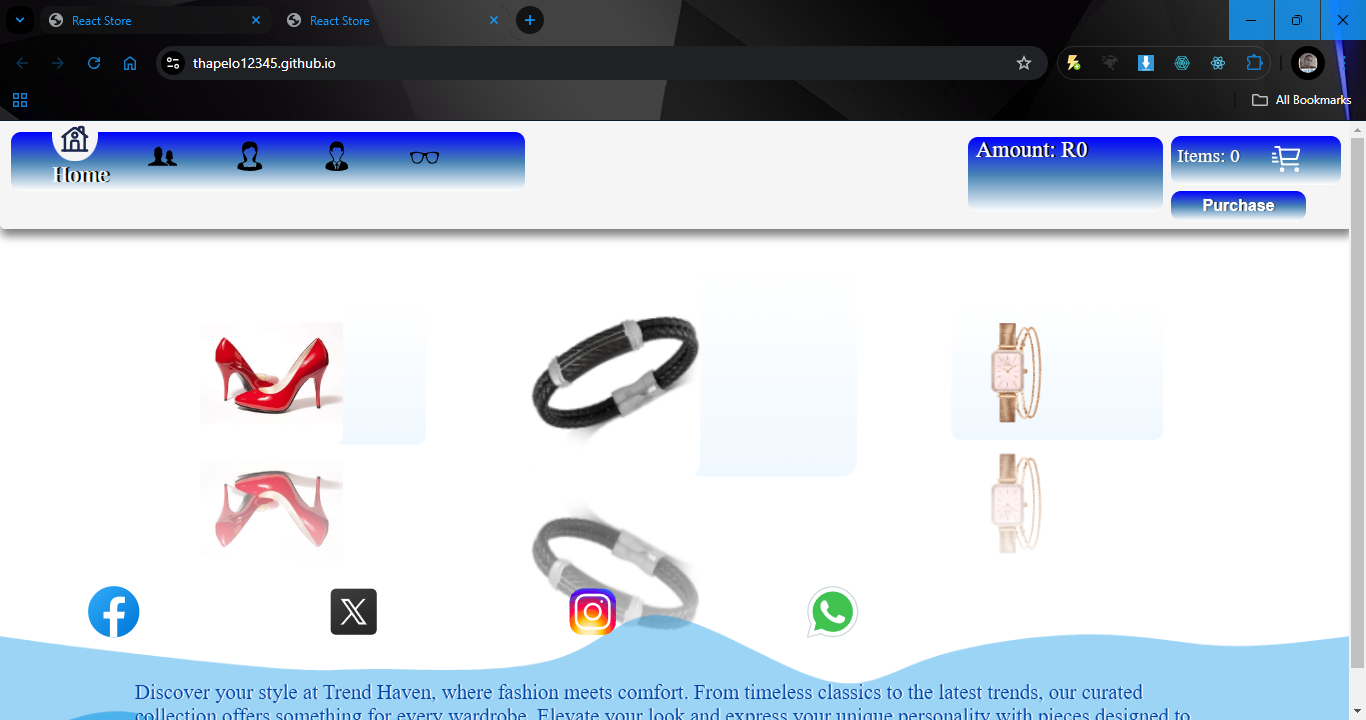 React Store
React Store
thapelo12345.github.io
All Bookmarks
Home
Amount: R0
Items: 0
Purchase
Discover your style at Trend Haven, where fashion meets comfort. From timeless classics to the latest trends, our curated
collection offers something for every wardrobe. Elevate your look and express your unique personality with pieces designed to